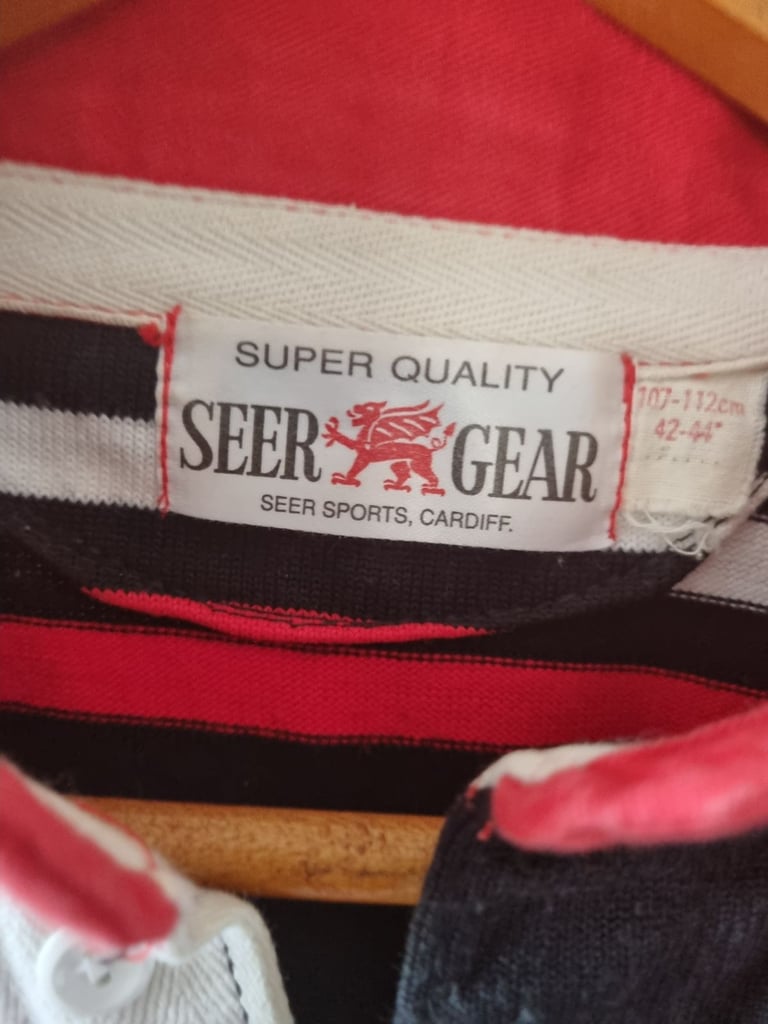 SUPER QUALITY
SEER GEAR
SEER SPORTS, CARDIFF.
107-112cm
42-44"